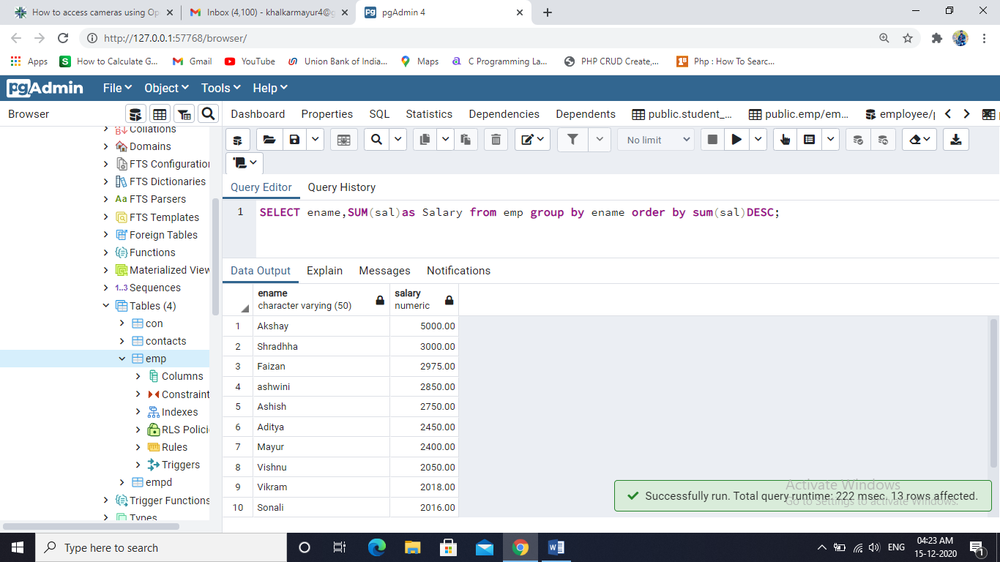 How to access cameras using Op
Inbox (4,100) - khalkarmayur4@g
pgAdmin 4
http://127.0.0.1:57768/browser/
Apps
How to Calculate G...
Gmail
YouTube
Union Bank of India...
Maps
C Programming La...
PHP CRUD Create,...
Php : How To Searc...
pgAdmin
File
Object
Tools
Help
Browser
Dashboard
Properties
SQL
Statistics
Dependencies
Dependents
public.student_...
public.emp/em...
employee/
No limit
Query Editor
Query History
1 SELECT ename,SUM(sal)as Salary from emp group by ename order by sum(sal)DESC;
Collations
Domains
FTS Configuration
FTS Dictionaries
Aa FTS Parsers
FTS Templates
Foreign Tables
Functions
Materialized View
1..3 Sequences
Tables (4)
con
contacts
emp
Columns
Constraint
Indexes
RLS Polici
Rules
Triggers
empd
Trigger Functions
Types
Data Output
Explain
Messages
Notifications
ename
character varying (50)
salary
numeric
1 Akshay 5000.00
2 Shradhha 3000.00
3 Faizan 2975.00
4 ashwini 2850.00
5 Ashish 2750.00
6 Aditya 2450.00
7 Mayur 2400.00
8 Vishnu 2050.00
9 Vikram 2018.00
10 Sonali 2016.00
Activate Windows
Successfully run. Total query runtime: 222 msec. 13 rows affected.
Go to Settings to activate Windows.
Type here to search
ENG
04:23 AM
15-12-2020
1